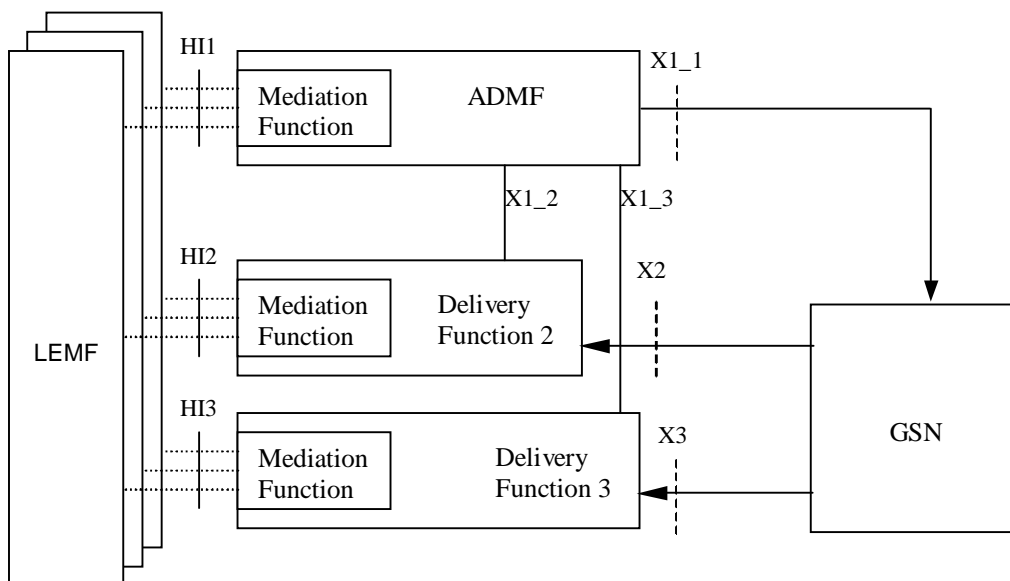 HI1
X1_1
Mediation
Function
ADMF
X1_2
X1_3
HI2
X2
Mediation
Function
Delivery
Function 2
LEMF
HI3
X3
GSN
Mediation
Function
Delivery
Function 3